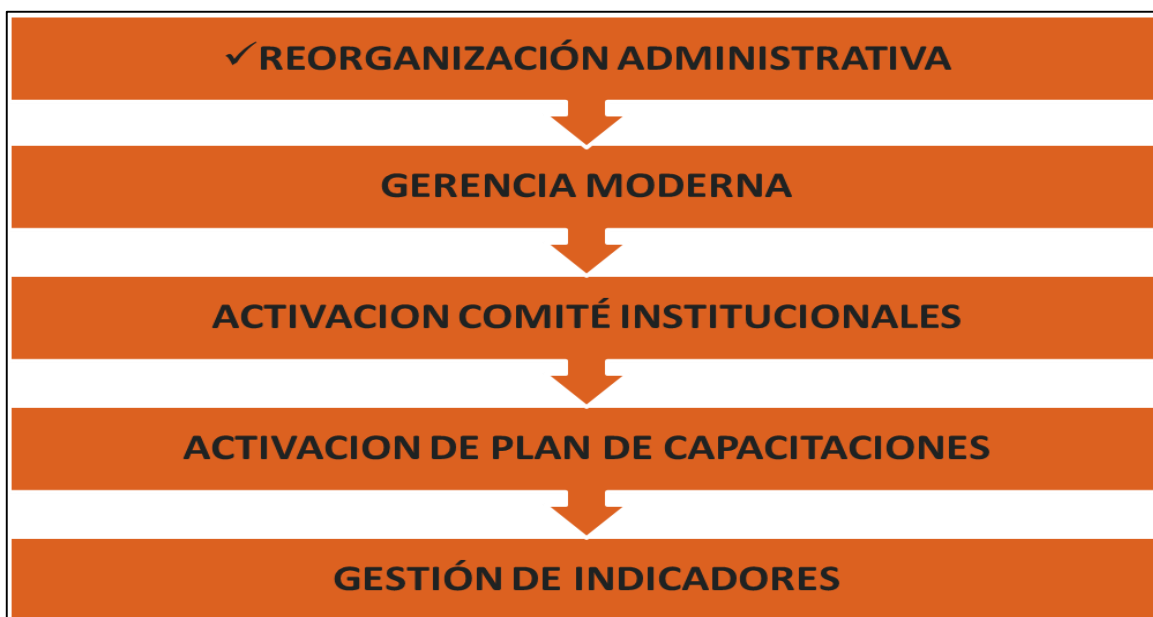 ✓REORGANIZACIÓN ADMINISTRATIVA
GERENCIA MODERNA
ACTIVACION COMITÉ INSTITUCIONALES
ACTIVACION DE PLAN DE CAPACITACIONES
GESTIÓN DE INDICADORES